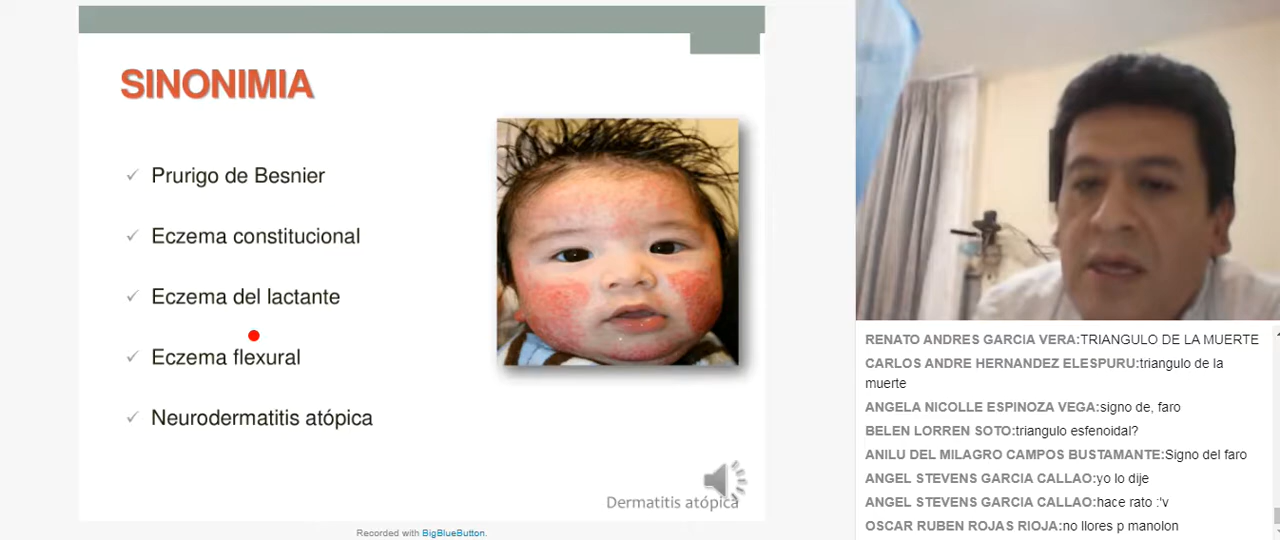 SINONIMIA
Prurigo de Besnier
Eczema constitucional
Eczema del lactante
Eczema flexural
Neurodermatitis atópica
Dermatitis atópica
Recorded with BigBlueButton.
RENATO ANDRES GARCIA VERA:TRIANGULO DE LA MUERTE
CARLOS ANDRE HERNANDEZ ELESPURU:triangulo de la
muerte
ANGELA NICOLLE ESPINOZA VEGA:signo de, faro
BELEN LORREN SOTO:triangulo esfenoidal?
ANILU DEL MILAGRO CAMPOS BUSTAMANTE:Signo del faro
ANGEL STEVENS GARCIA CALLAO:yo lo dije
ANGEL STEVENS GARCIA CALLAO:hace rato :'v
OSCAR RUBEN ROJAS RIOJA:no llores p manolon